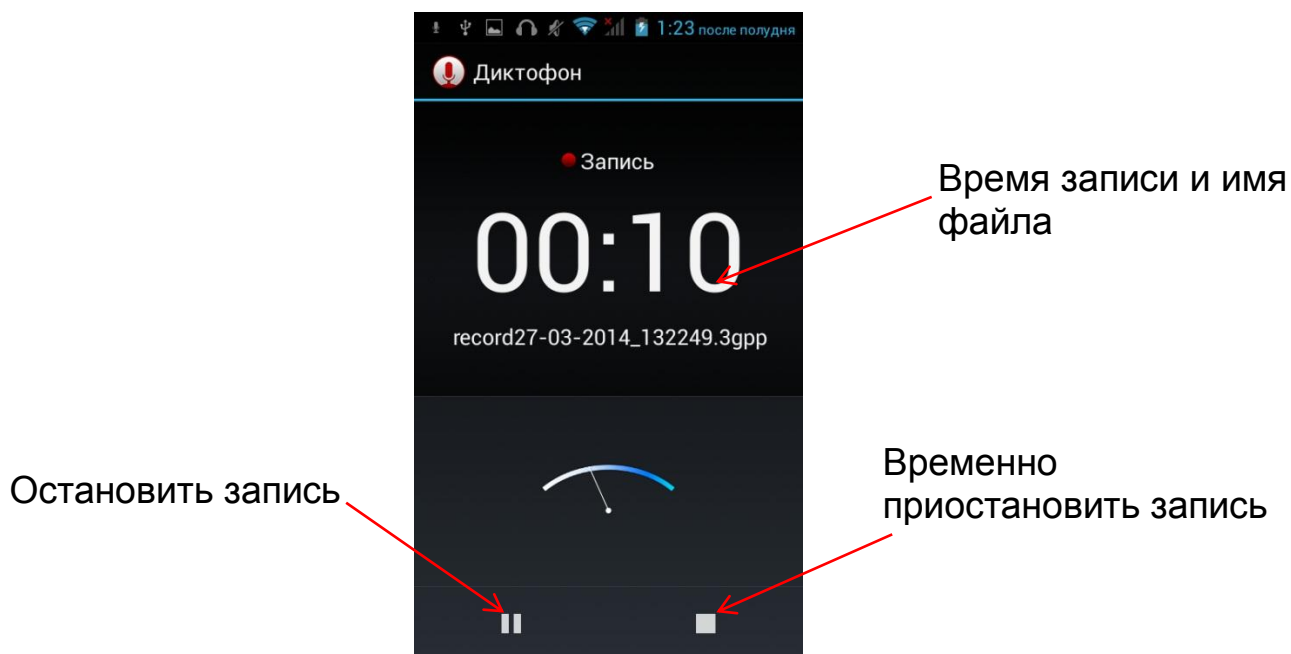 1:23 после полудня
Диктофон
Запись
Время записи и имя
файла
00:10
record27-03-2014_132249.3gpp
Остановить запись
Временно
приостановить запись